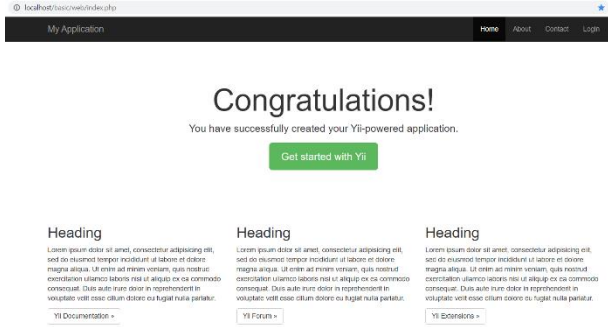 localhost/basic/web/index.php
My Application Home About Contact Login
Congratulations!
You have successfully created your Yii-powered application.
Get started with Yii
Heading
Lorem ipsum dolor sit amet, consectetur adipisicing elit,
sed do eiusmod tempor incididunt ut labore et dolore
magna aliqua. Ut enim ad minim veniam, quis nostrud
exercitation ullamco laboris nisi ut aliquip ex ea commodo
consequat. Duis aute irure dolor in reprehenderit in
voluptate velit esse cillum dolore eu fugiat nulla pariatur.
Yii Documentation »
Heading
Lorem ipsum dolor sit amet, consectetur adipisicing elit,
sed do eiusmod tempor incididunt ut labore et dolore
magna aliqua. Ut enim ad minim veniam, quis nostrud
exercitation ullamco laboris nisi ut aliquip ex ea commodo
consequat. Duis aute irure dolor in reprehenderit in
voluptate velit esse cillum dolore eu fugiat nulla pariatur.
Yii Forum »
Heading
Lorem ipsum dolor sit amet, consectetur adipisicing elit,
sed do eiusmod tempor incididunt ut labore et dolore
magna aliqua. Ut enim ad minim veniam, quis nostrud
exercitation ullamco laboris nisi ut aliquip ex ea commodo
consequat. Duis aute irure dolor in reprehenderit in
voluptate velit esse cillum dolore eu fugiat nulla pariatur.
Yii Extensions »